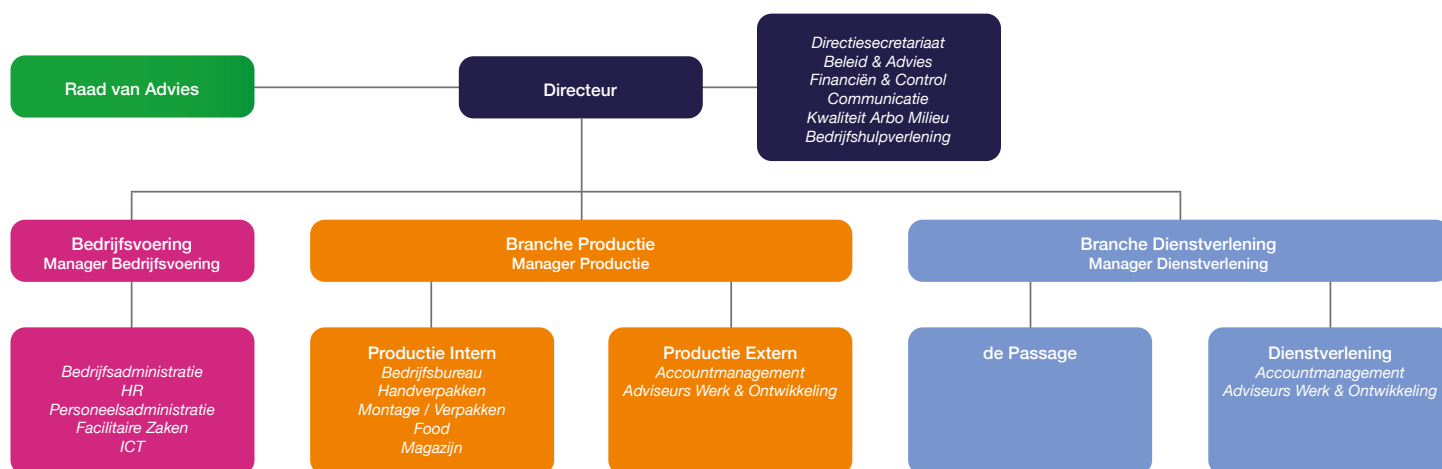 Raad van Advies
Directeur
Directiesecretariaat
Beleid & Advies
Financiën & Control
Communicatie
Kwaliteit Arbo Milieu
Bedrijfshulpverlening
Bedrijfsvoering
Manager Bedrijfsvoering
Branche Productie
Manager Productie
Branche Dienstverlening
Manager Dienstverlening
Bedrijfsadministratie
HR
Personeelsadministratie
Facilitaire Zaken
ICT
Productie Intern
Bedrijfsbureau
Handverpakken
Montage / Verpakken
Food
Magazijn
Productie Extern
Accountmanagement
Adviseurs Werk & Ontwikkeling
de Passage
Dienstverlening
Accountmanagement
Adviseurs Werk & Ontwikkeling